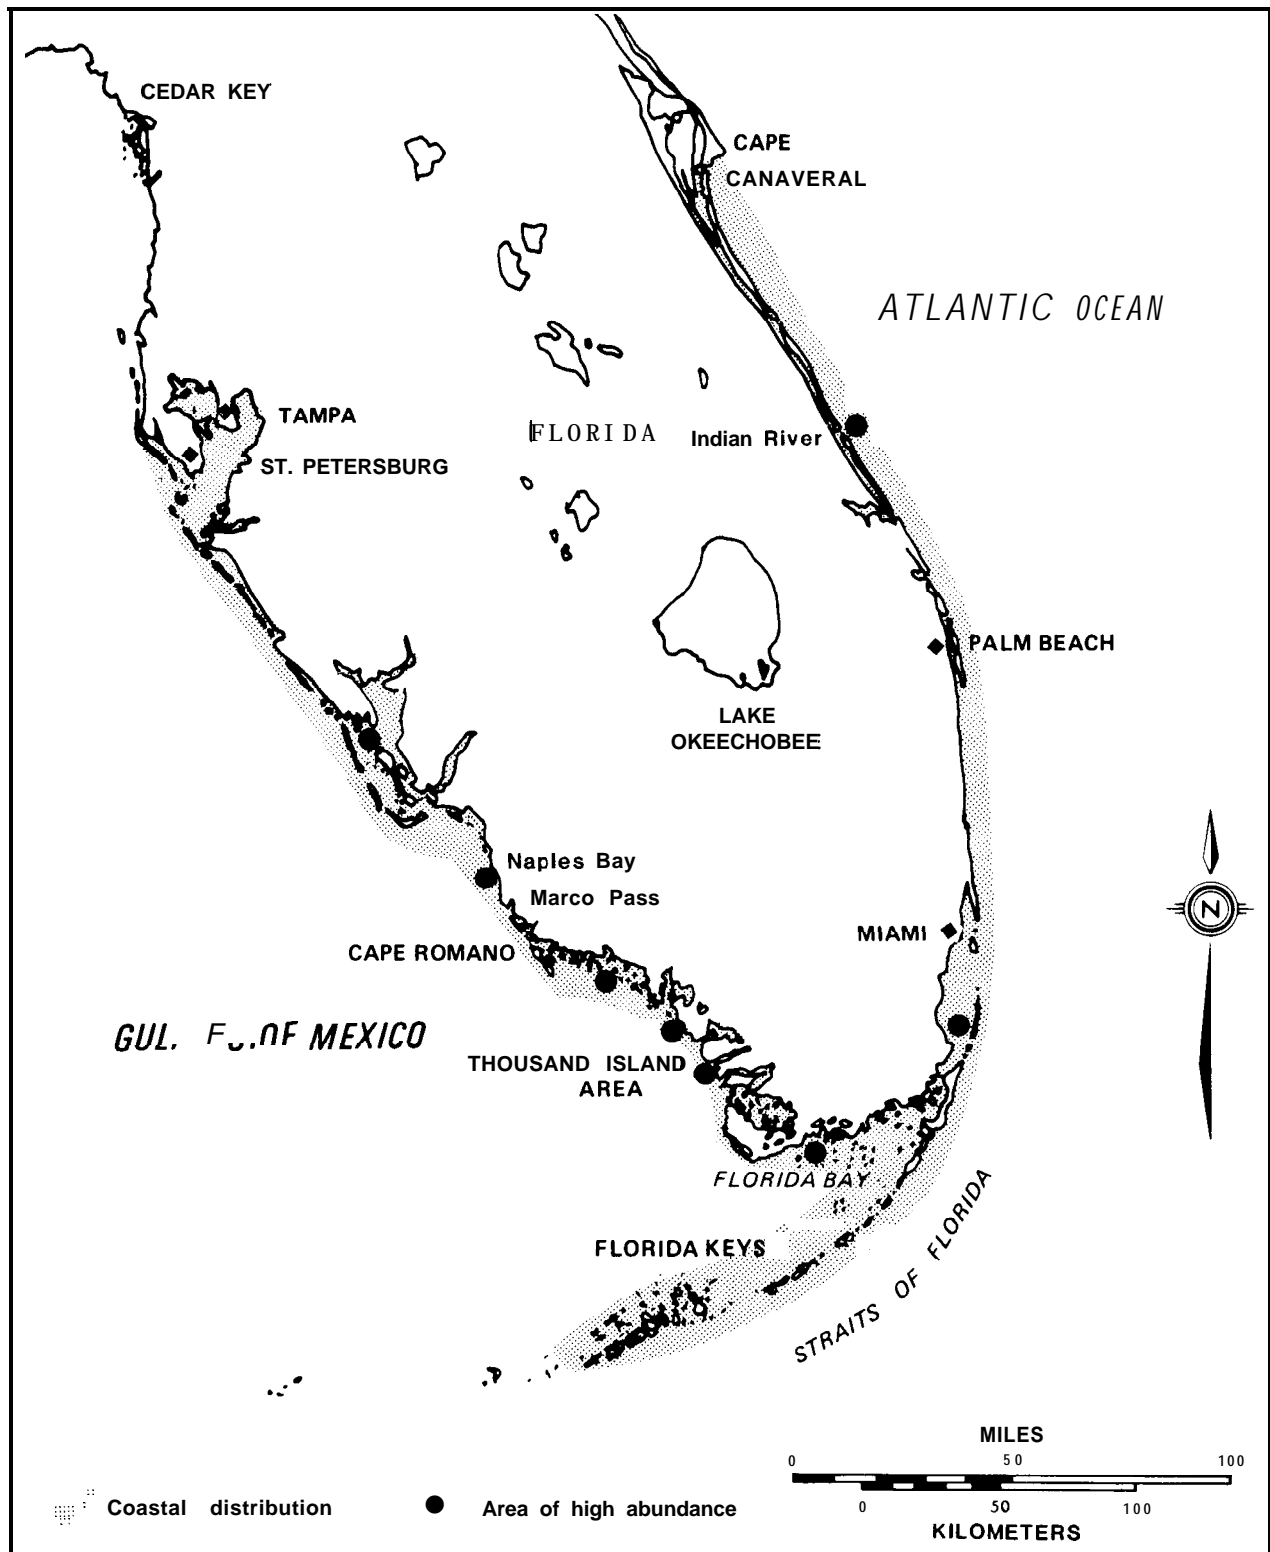 CEDAR KEY
CAPE
CANAVERAL
ATLANTIC OCEAN
TAMPA
FLORIDA
Indian River
ST. PETERSBURG
PALM BEACH
LAKE
OKEECHOBEE
Naples Bay
Marco Pass
MIAMI
CAPE ROMANO
N
GUL. F OF MEXICO
THOUSAND ISLAND
AREA
FLORIDA BAY
FLORIDA KEYS
STRAITS OF FLORIDA
MILES
0 50 100
Coastal distribution
Area of high abundance
0 50 100
KILOMETERS